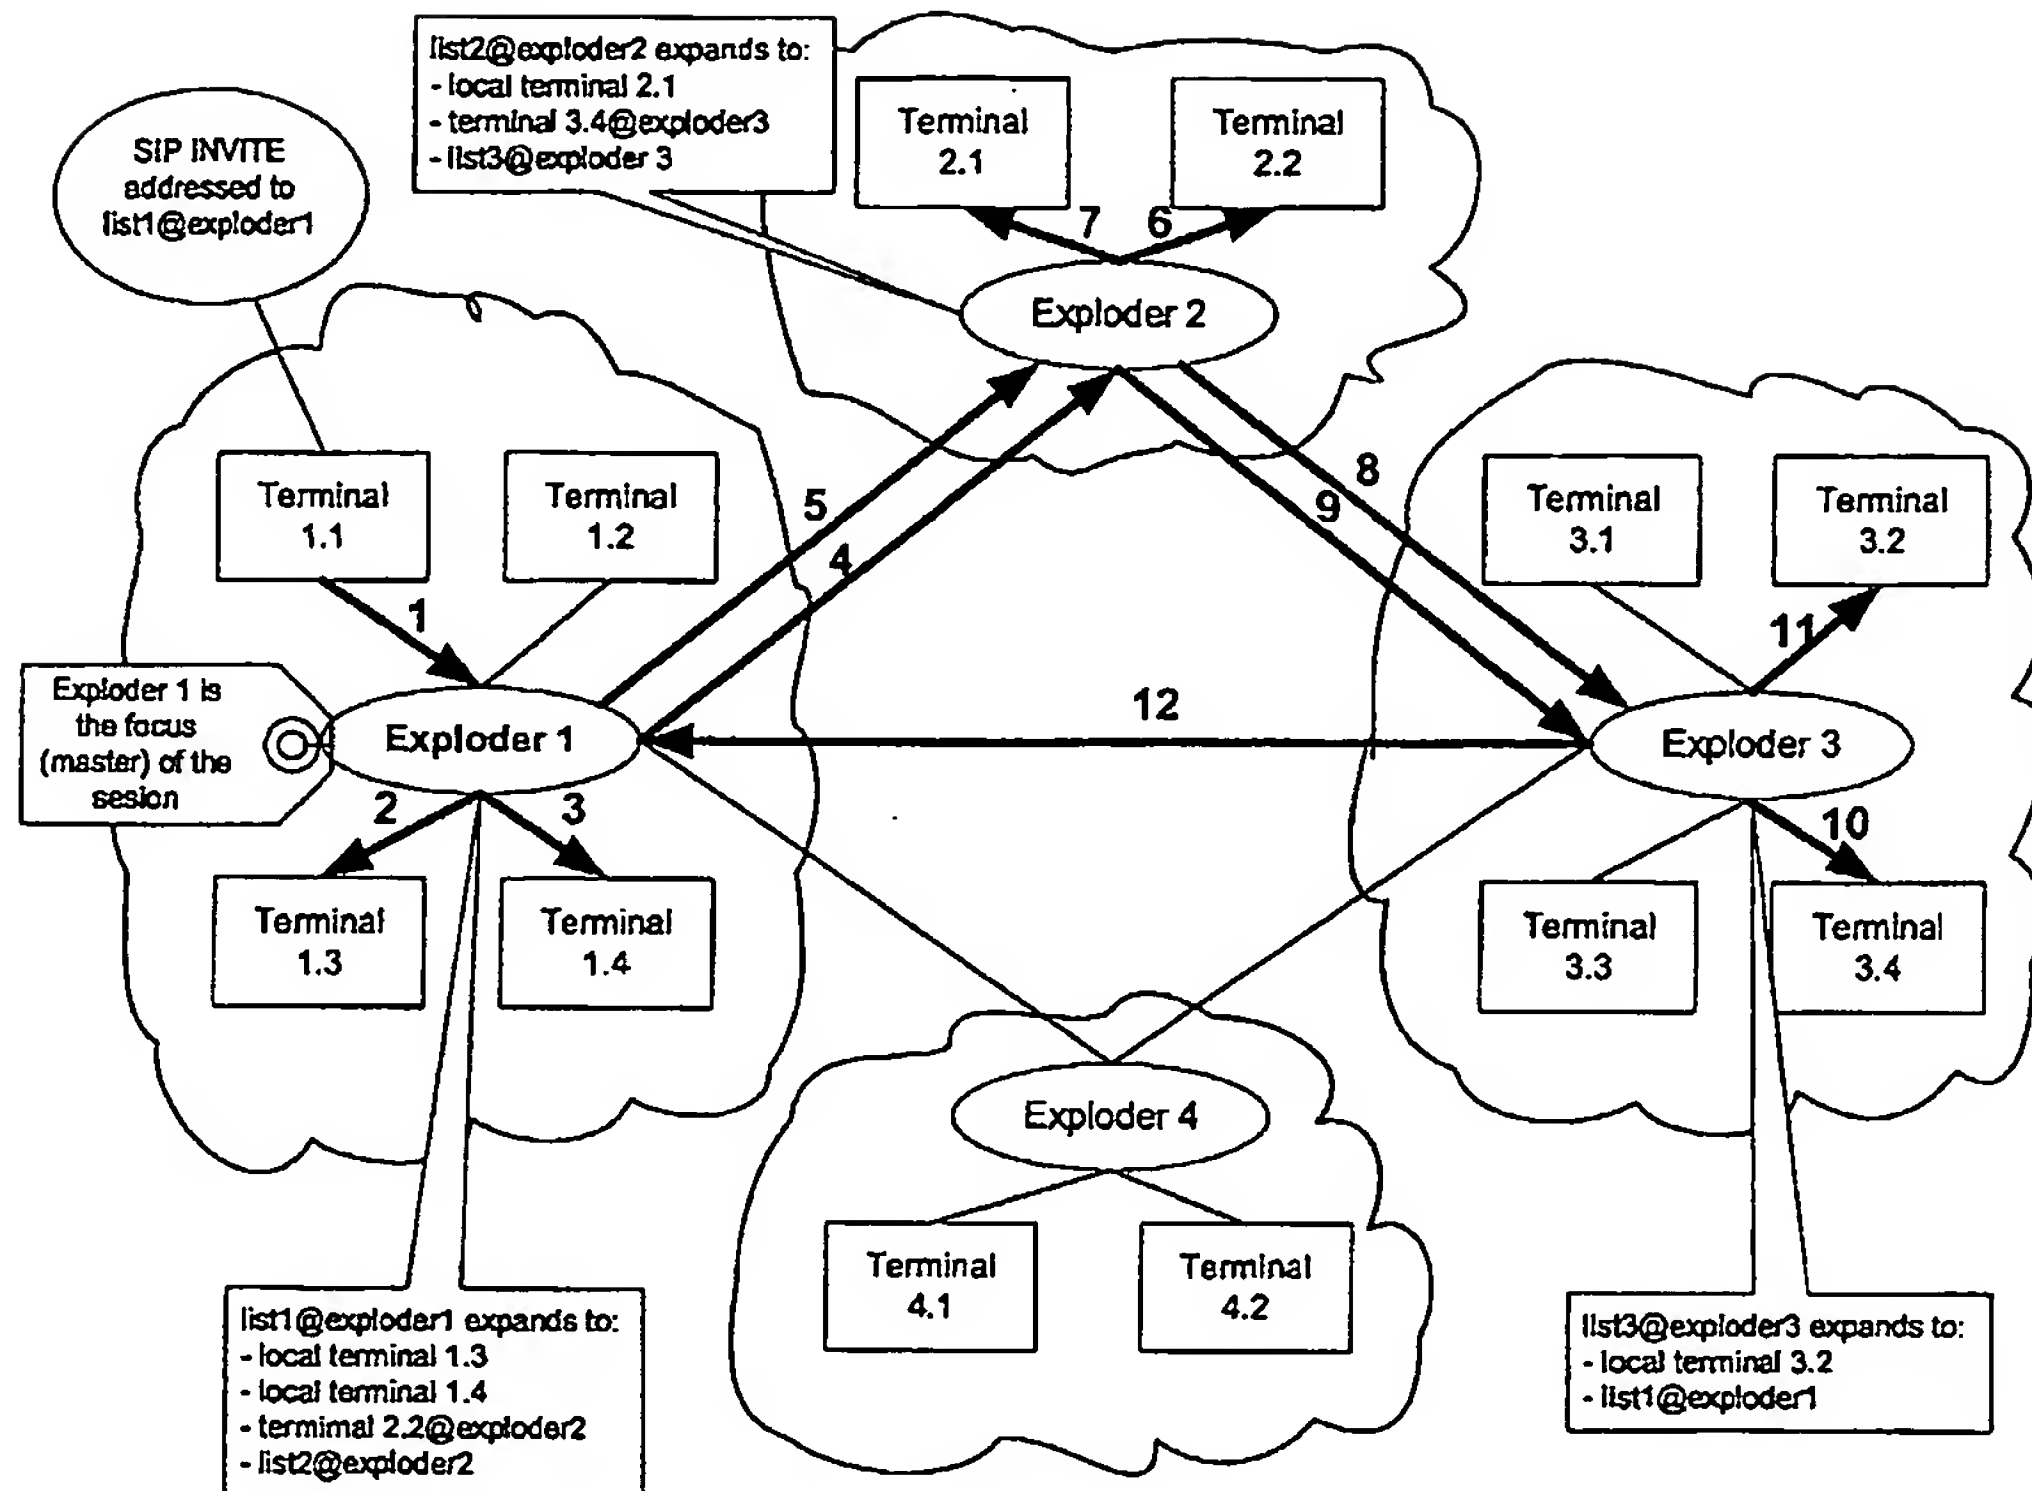 list2@exploder2 expands to:
- local terminal 2.1
- terminal 3.4@exploder3
- list3@exploder 3
Terminal
2.1
Terminal
2.2
SIP INVITE
addressed to
list1@exploder1
7
6
Exploder 2
Terminal
1.1
Terminal
1.2
5
4
8
9
Terminal
3.1
Terminal
3.2
1
11
Exploder 1 is
the focus
(master) of the
sesion
Exploder 1
12
Exploder 3
2
3
10
Terminal
1.3
Terminal
1.4
Terminal
3.3
Terminal
3.4
Exploder 4
Terminal
4.1
Terminal
4.2
list1@exploder1 expands to:
- local terminal 1.3
- local terminal 1.4
- termimal 2.2@exploder2
- list2@exploder2
list3@exploder3 expands to:
- local terminal 3.2
- list1@exploder1